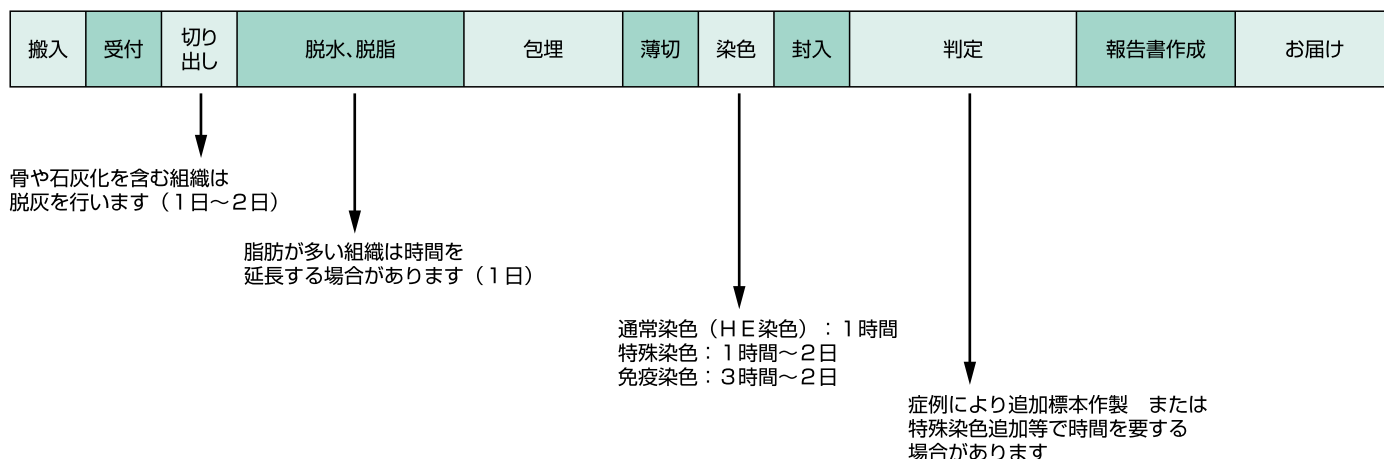 搬入
受付
切り
出し
脱水、脱脂
包埋
薄切
染色
封入
判定
報告書作成
お届け
骨や石灰化を含む組織は
脱灰を行います（1日〜2日）
脂肪が多い組織は時間を
延長する場合があります（1日）
通常染色（HE染色）：1時間
特殊染色：1時間〜2日
免疫染色：3時間〜2日
症例により追加標本作製　または
特殊染色追加等で時間を要する
場合があります